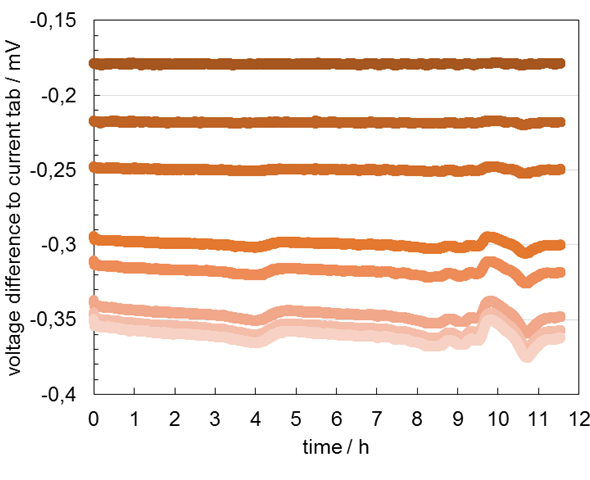 -0,15
-0,2
-0,25
-0,3
-0,35
-0,4
voltage difference to current tab / mV
0 1 2 3 4 5 6 7 8 9 10 11 12
time / h